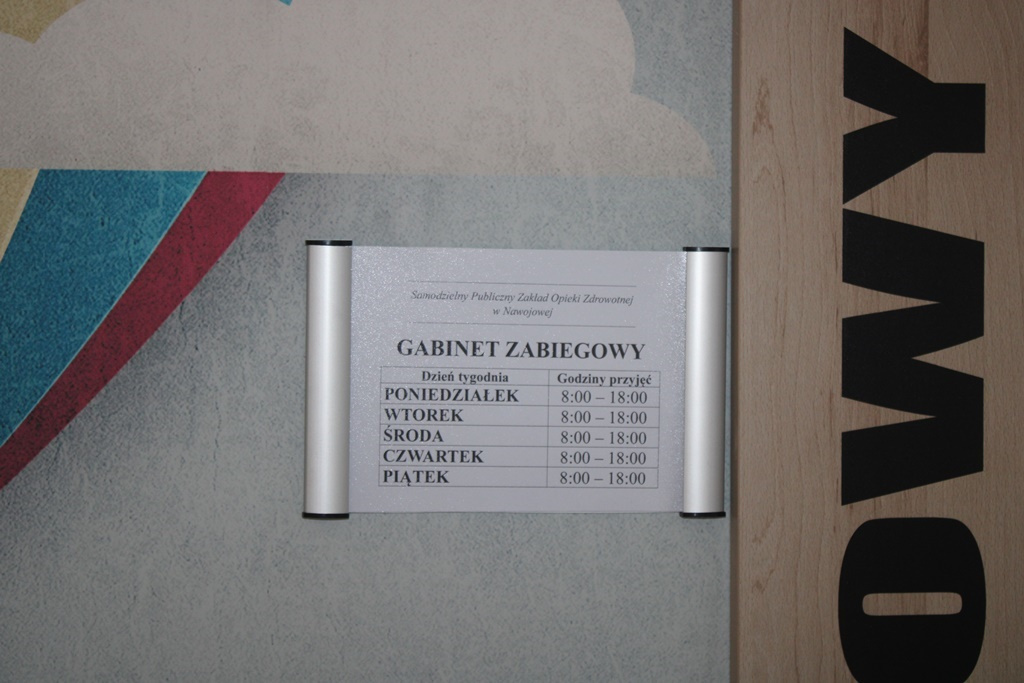 Samodzielny Publiczny Zakład Opieki Zdrowotnej
w Nawojowej
GABINET ZABIEGOWY
Dzień tygodnia Godziny przyjęć
PONIEDZIAŁEK 8:00 – 18:00
WTOREK 8:00 – 18:00
ŚRODA 8:00 – 18:00
CZWARTEK 8:00 – 18:00
PIĄTEK 8:00 – 18:00
OWY